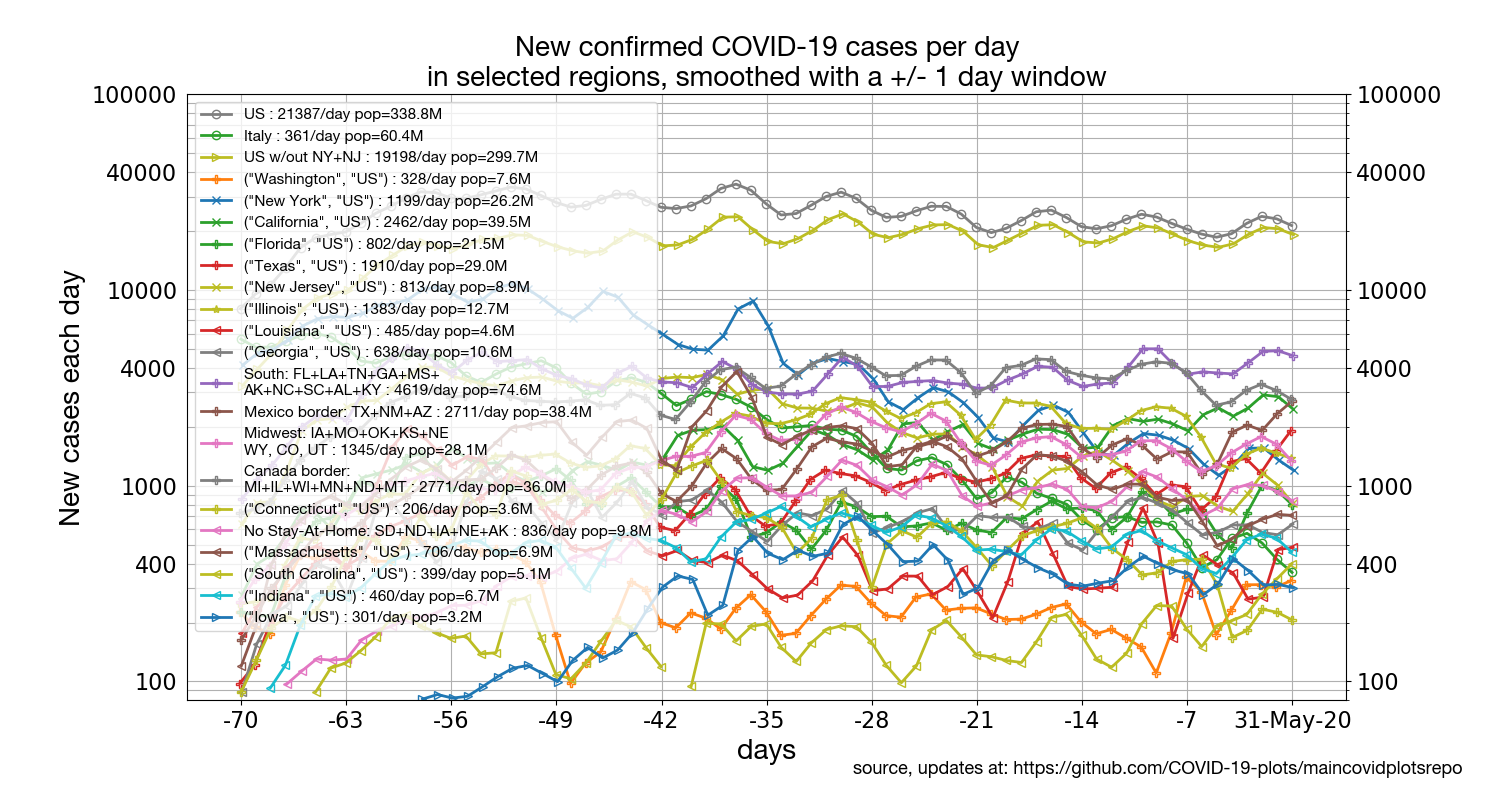 New confirmed COVID-19 cases per day
in selected regions, smoothed with a +/- 1 day window
100000
40000
10000
4000
1000
400
100
New cases each day
US : 21387/day pop=338.8M
Italy : 361/day pop=60.4M
US w/out NY+NJ : 19198/day pop=299.7M
("Washington", "US") : 328/day pop=7.6M
("New York", "US") : 1199/day pop=26.2M
("California", "US") : 2462/day pop=39.5M
("Florida", "US") : 802/day pop=21.5M
("Texas", "US") : 1910/day pop=29.0M
("New Jersey", "US") : 813/day pop=8.9M
("Illinois", "US") : 1383/day pop=12.7M
("Louisiana", "US") : 485/day pop=4.6M
("Georgia", "US") : 638/day pop=10.6M
South: FL+LA+TN+GA+MS+
AK+NC+SC+AL+KY : 4619/day pop=74.6M
Mexico border: TX+NM+AZ : 2711/day pop=38.4M
Midwest: IA+MO+OK+KS+NE
WY, CO, UT : 1345/day pop=28.1M
Canada border:
MI+IL+WI+MN+ND+MT : 2771/day pop=36.0M
("Connecticut", "US") : 206/day pop=3.6M
No Stay-At-Home: SD+ND+IA+NE+AK : 836/day pop=9.8M
("Massachusetts", "US") : 706/day pop=6.9M
("South Carolina", "US") : 399/day pop=5.1M
("Indiana", "US") : 460/day pop=6.7M
("Iowa", "US") : 301/day pop=3.2M
100000
40000
10000
4000
1000
400
100
-70 -63 -56 -49 -42 -35 -28 -21 -14 -7 31-May-20
days
source, updates at: https://github.com/COVID-19-plots/maincovidplotsrepo